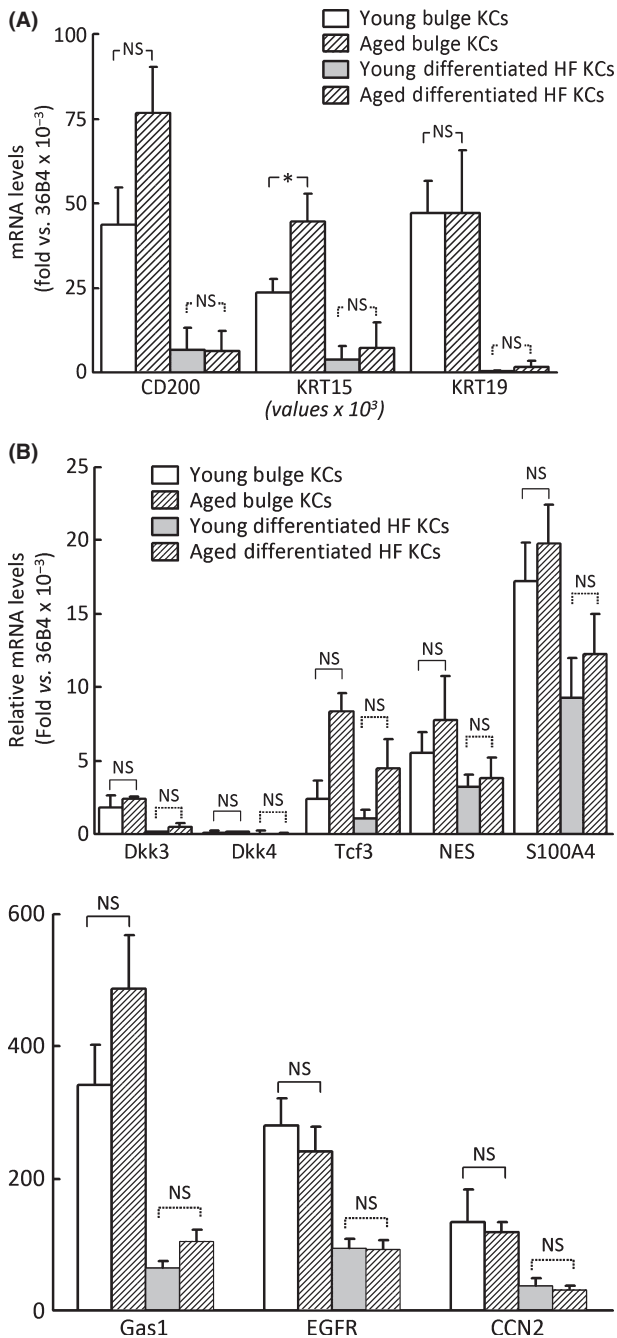 (A)
Young bulge KCs
Aged bulge KCs
Young differentiated HF KCs
Aged differentiated HF KCs
mRNA levels
(fold vs. 36B4 x 10⁻³)
100
75
50
25
0
NS
NS
*
NS
NS
NS
CD200 KRT15 KRT19
(values x 10³)
(B)
Young bulge KCs
Aged bulge KCs
Young differentiated HF KCs
Aged differentiated HF KCs
Relative mRNA levels
(Fold vs. 36B4 x 10⁻³)
25
20
15
10
5
0
NS
NS
NS
NS
NS
NS
NS
NS
NS
NS
Dkk3 Dkk4 Tcf3 NES S100A4
600
400
200
0
NS
NS
NS
NS
NS
NS
Gas1 EGFR CCN2